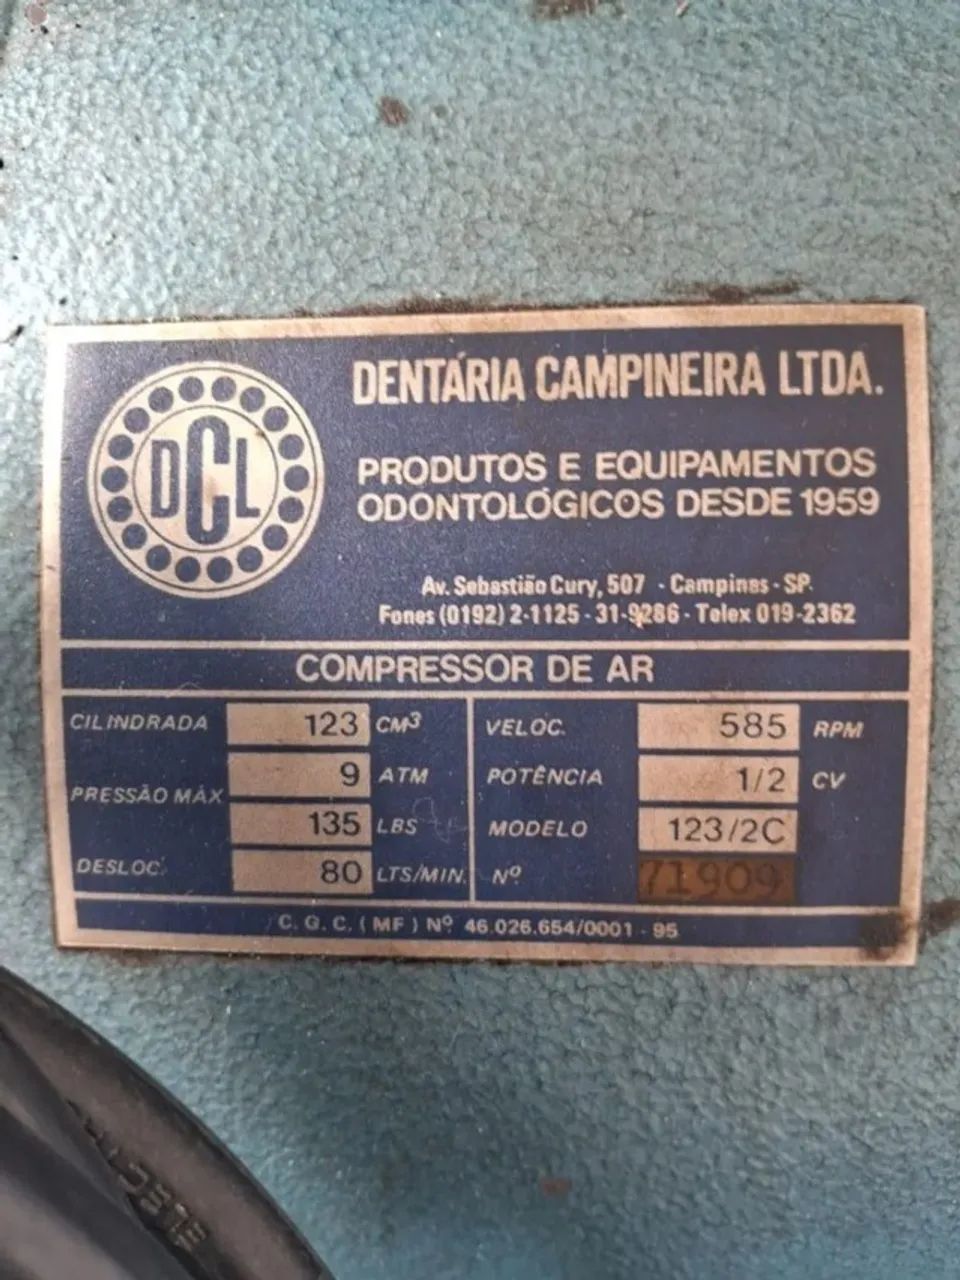 DCL
DENTÁRIA CAMPINEIRA LTDA.
PRODUTOS E EQUIPAMENTOS
ODONTOLÓGICOS DESDE 1959
Av. Sebastião Cury, 507 - Campinas - SP.
Fones (0192) 2-1125 - 31-9286 - Telex 019-2362
COMPRESSOR DE AR
CILINDRADA 123 CM³
PRESSÃO MÁX 9 ATM
135 LBS
DESLOC. 80 LTS/MIN.
VELOC. 585 RPM
POTÊNCIA 1/2 CV
MODELO 123/2C
Nº 71909
C. G. C. ( MF ) Nº 46.026.654/0001 - 95